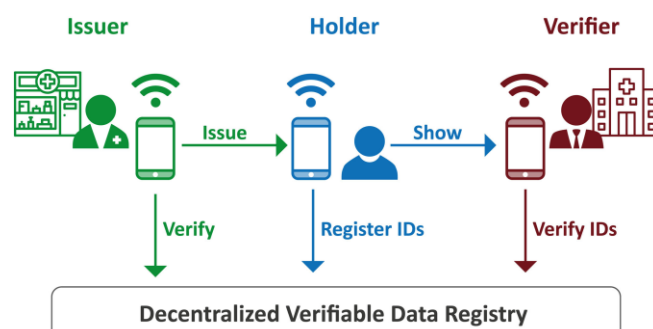 Issuer
Holder
Verifier
Issue
Show
Verify
Register IDs
Verify IDs
Decentralized Verifiable Data Registry